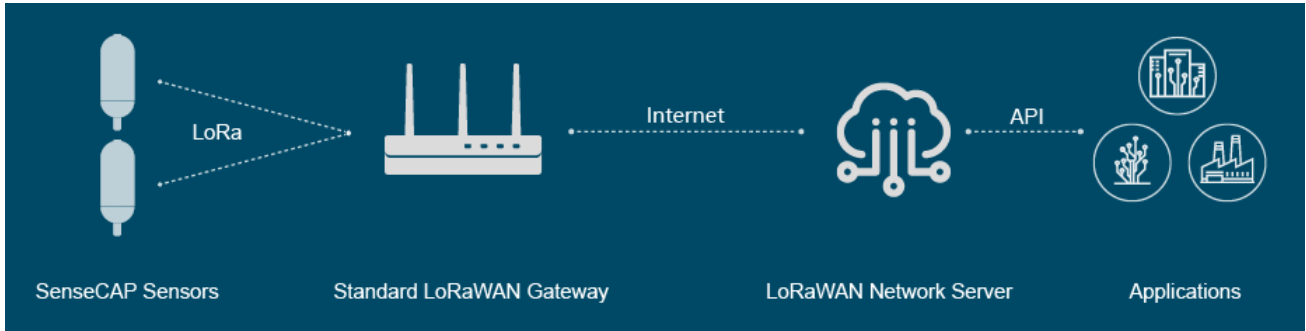 LoRa
Internet
API
SenseCAP Sensors
Standard LoRaWAN Gateway
LoRaWAN Network Server
Applications